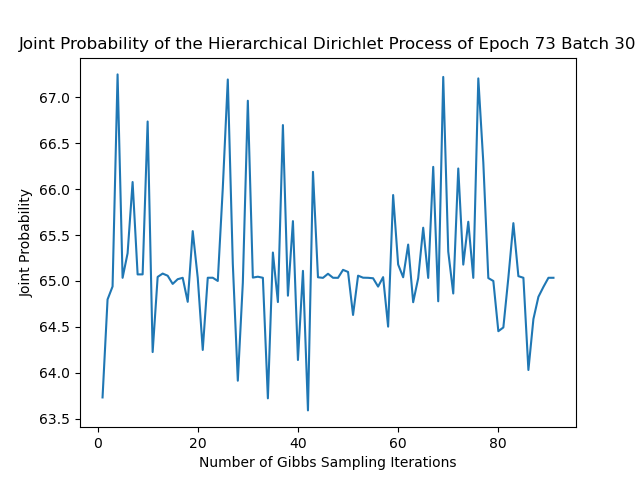 Joint Probability of the Hierarchical Dirichlet Process of Epoch 73 Batch 30
67.0
66.5
66.0
65.5
65.0
64.5
64.0
63.5
Joint Probability
0 20 40 60 80
Number of Gibbs Sampling Iterations